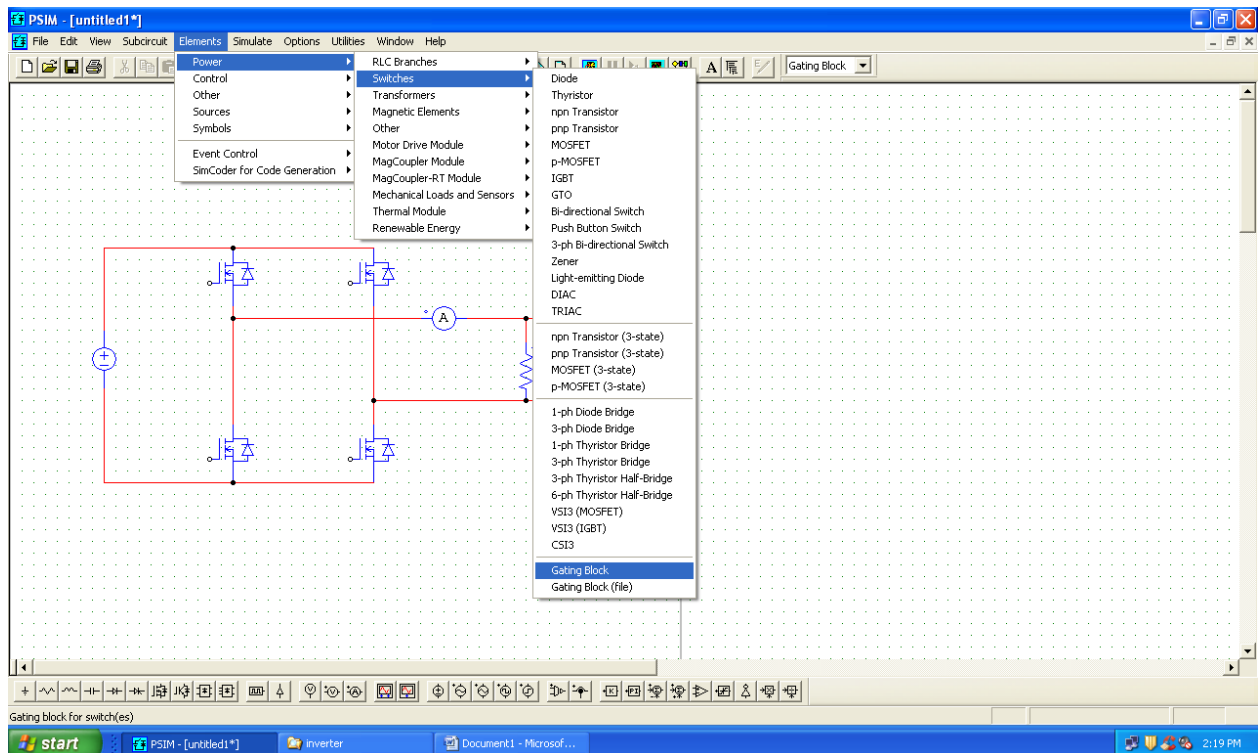 PSIM - [untitled1*]
File Edit View Subcircuit Elements Simulate Options Utilities Window Help
Gating Block
Power
Control
Other
Sources
Symbols
Event Control
SimCoder for Code Generation
RLC Branches
Switches
Transformers
Magnetic Elements
Other
Motor Drive Module
MagCoupler Module
MagCoupler-RT Module
Mechanical Loads and Sensors
Thermal Module
Renewable Energy
Diode
Thyristor
npn Transistor
pnp Transistor
MOSFET
p-MOSFET
IGBT
GTO
Bi-directional Switch
Push Button Switch
3-ph Bi-directional Switch
Zener
Light-emitting Diode
DIAC
TRIAC
npn Transistor (3-state)
pnp Transistor (3-state)
MOSFET (3-state)
p-MOSFET (3-state)
1-ph Diode Bridge
3-ph Diode Bridge
1-ph Thyristor Bridge
3-ph Thyristor Bridge
3-ph Thyristor Half-Bridge
6-ph Thyristor Half-Bridge
VSI3 (MOSFET)
VSI3 (IGBT)
CSI3
Gating Block
Gating Block (file)
A
Gating block for switch(es)
start
PSIM - [untitled1*]
inverter
Document1 - Microsof...
2:19 PM